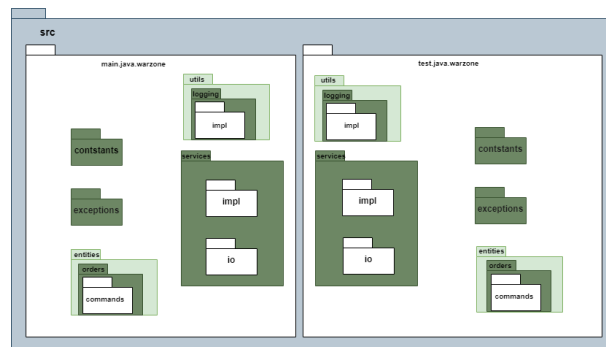 src
main.java.warzone
utils
logging
impl
contstants
services
impl
exceptions
io
entities
orders
commands
test.java.warzone
utils
logging
impl
contstants
services
impl
exceptions
io
entities
orders
commands